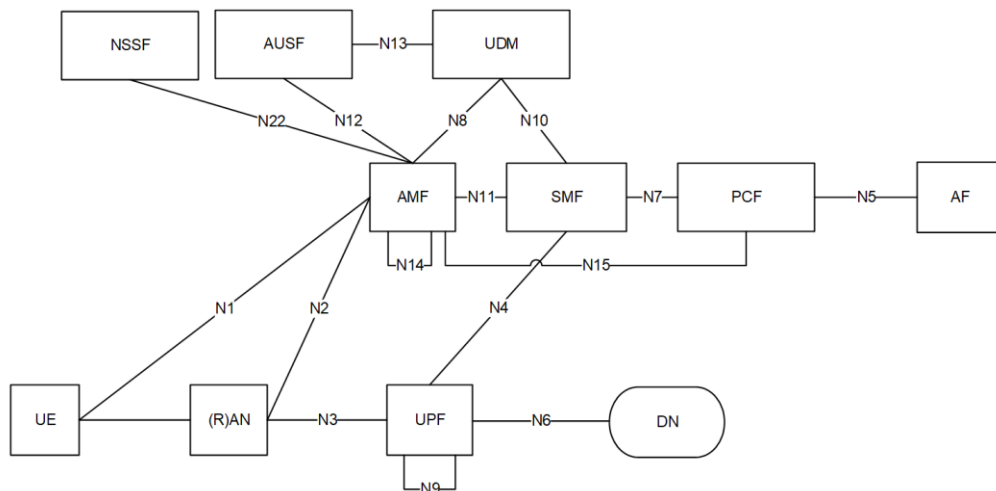 NSSF
AUSF
N13
UDM
N22
N12
N8
N10
AMF
N11
SMF
N7
PCF
N5
AF
N14
N15
N1
N2
N4
UE
(R)AN
N3
UPF
N6
DN
N9